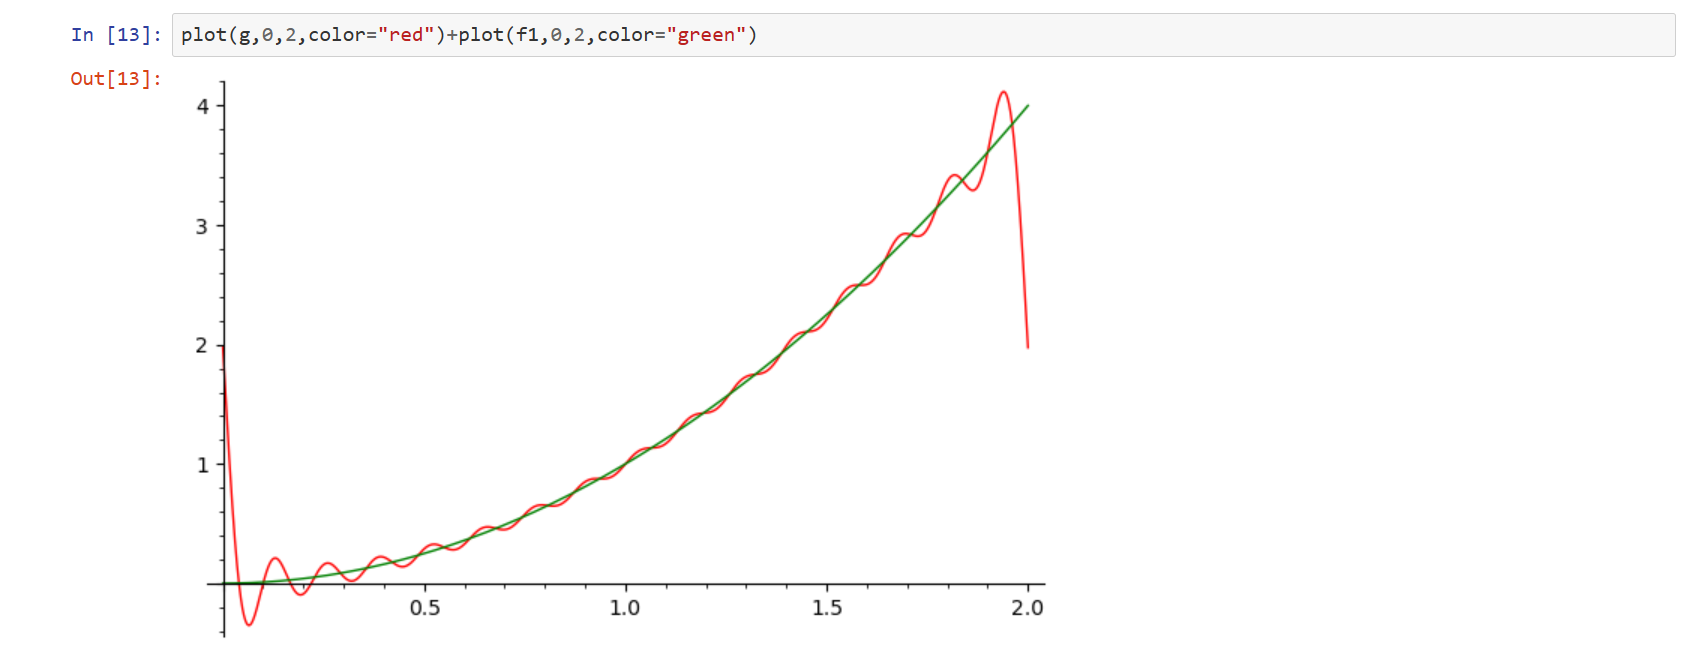 In [13]: plot(g,0,2,color="red")+plot(f1,0,2,color="green")
Out[13]:
4
3
2
1
0.5 1.0 1.5 2.0